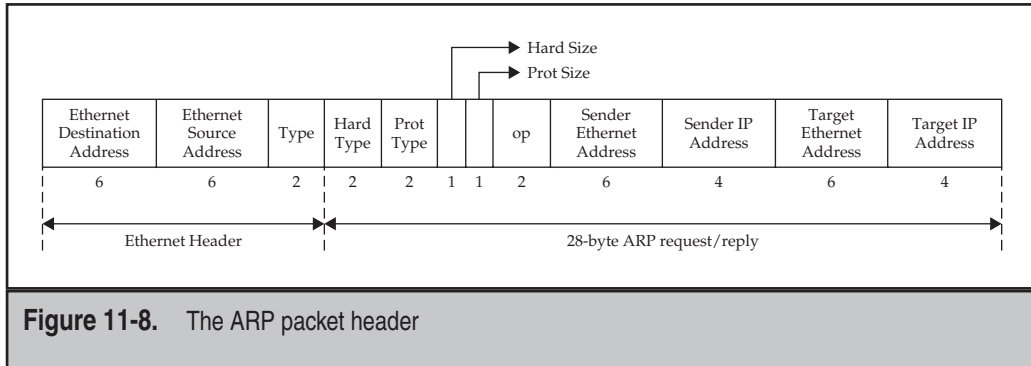 Hard Size
Prot Size
Ethernet
Destination
Address
Ethernet
Source
Address
Type
Hard
Type
Prot
Type
op
Sender
Ethernet
Address
Sender IP
Address
Target
Ethernet
Address
Target IP
Address
6 6 2 2 2 1 1 2 6 4 6 4
Ethernet Header 28-byte ARP request/reply
Figure 11-8. The ARP packet header